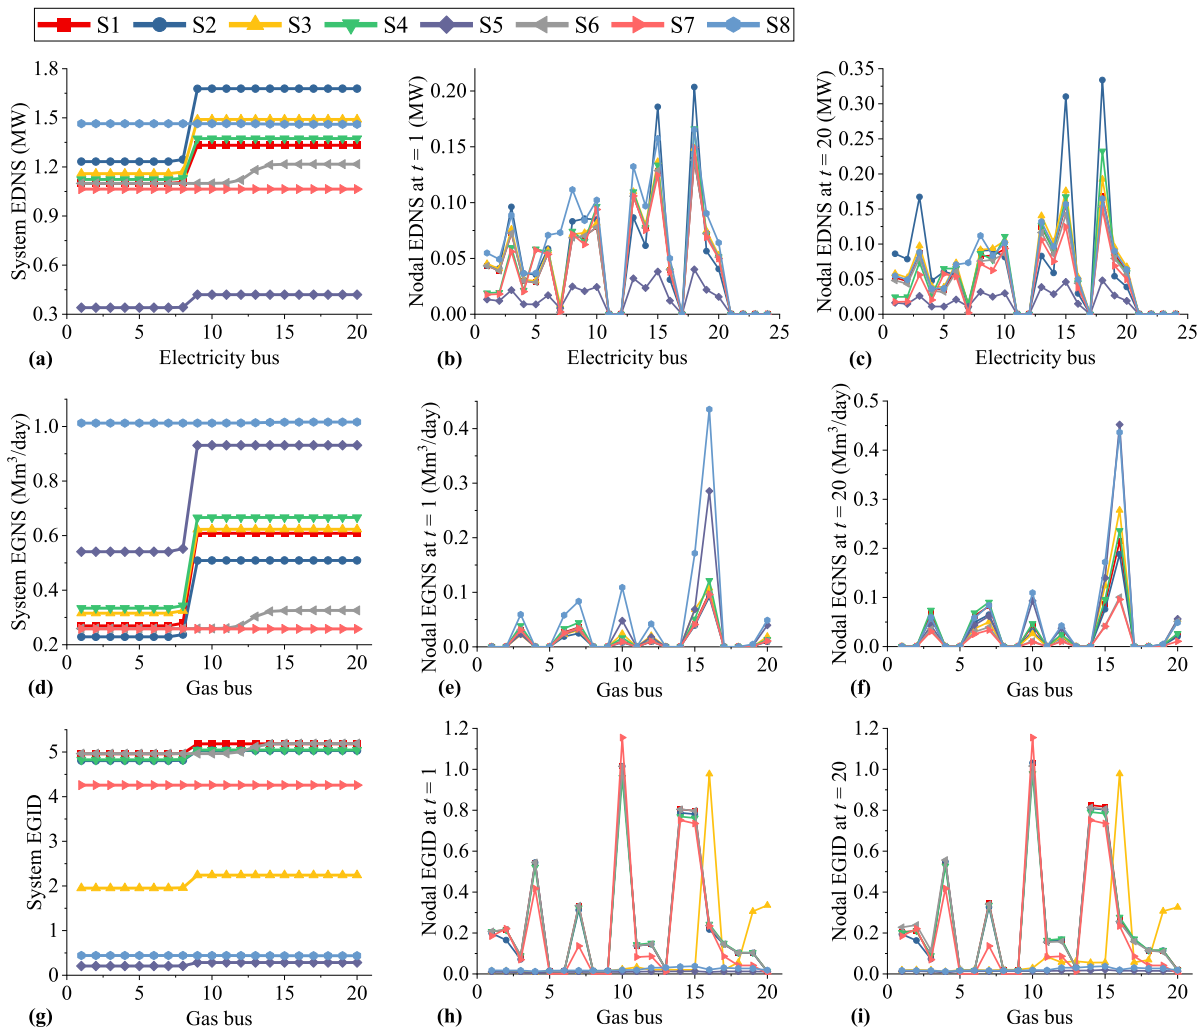 S1 S2 S3 S4 S5 S6 S7 S8
System EDNS (MW)
1.8
1.5
1.2
0.9
0.6
0.3
0 5 10 15 20
(a) Electricity bus
Nodal EDNS at t = 1 (MW)
0.20
0.15
0.10
0.05
0.00
0 5 10 15 20 25
(b) Electricity bus
Nodal EDNS at t = 20 (MW)
0.35
0.30
0.25
0.20
0.15
0.10
0.05
0.00
0 5 10 15 20 25
(c) Electricity bus
System EGNS (Mm³/day)
1.0
0.8
0.6
0.4
0.2
0 5 10 15 20
(d) Gas bus
Nodal EGNS at t = 1 (Mm³/day)
0.4
0.3
0.2
0.1
0.0
0 5 10 15 20
(e) Gas bus
Nodal EGNS at t = 20 (Mm³/day)
0.5
0.4
0.3
0.2
0.1
0.0
0 5 10 15 20
(f) Gas bus
System EGID
5
4
3
2
1
0
0 5 10 15 20
(g) Gas bus
Nodal EGID at t = 1
1.2
1.0
0.8
0.6
0.4
0.2
0.0
0 5 10 15 20
(h) Gas bus
Nodal EGID at t = 20
1.2
1.0
0.8
0.6
0.4
0.2
0.0
0 5 10 15 20
(i) Gas bus